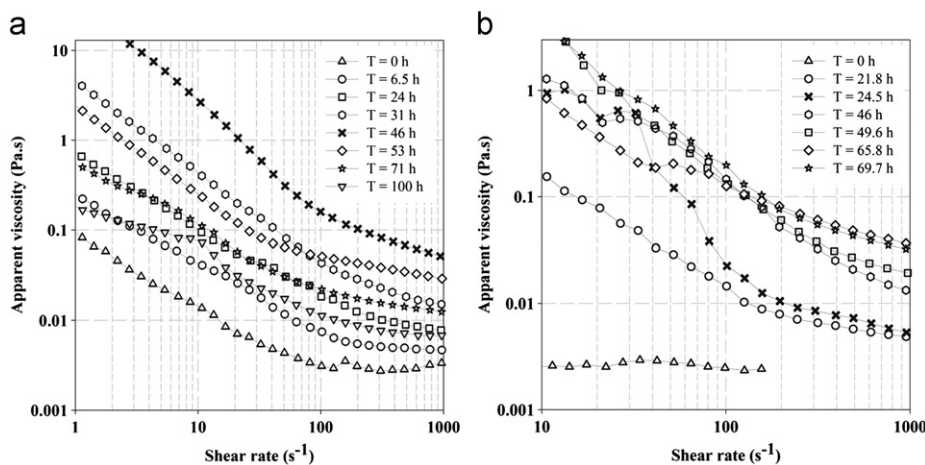 a
Apparent viscosity (Pa.s)
10
1
0.1
0.01
0.001
1
10
100
1000
Shear rate (s⁻¹)
T = 0 h
T = 6.5 h
T = 24 h
T = 31 h
T = 46 h
T = 53 h
T = 71 h
T = 100 h
b
Apparent viscosity (Pa.s)
1
0.1
0.01
0.001
10
100
1000
Shear rate (s⁻¹)
T = 0 h
T = 21.8 h
T = 24.5 h
T = 46 h
T = 49.6 h
T = 65.8 h
T = 69.7 h